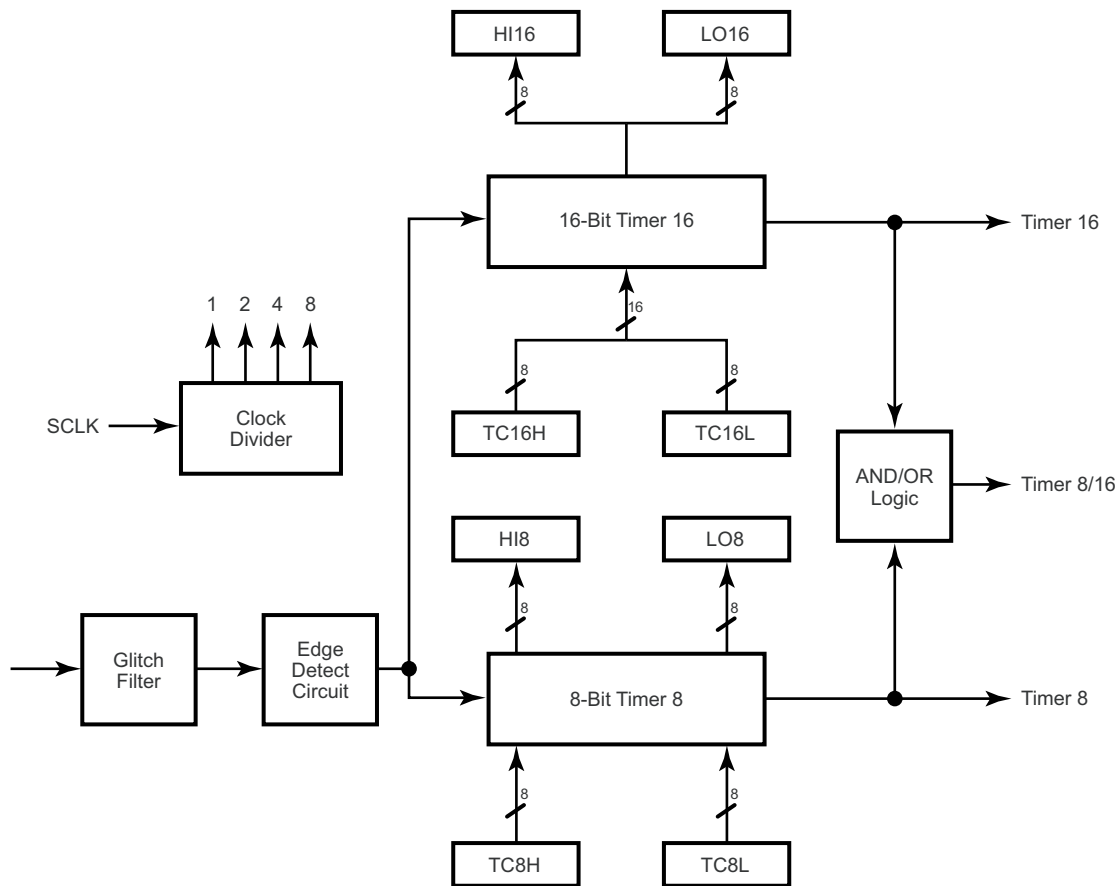 HI16
LO16
8
8
16-Bit Timer 16
Timer 16
16
1
2
4
8
8
8
SCLK
Clock
Divider
TC16H
TC16L
AND/OR
Logic
Timer 8/16
HI8
LO8
8
8
Glitch
Filter
Edge
Detect
Circuit
8-Bit Timer 8
Timer 8
8
8
TC8H
TC8L